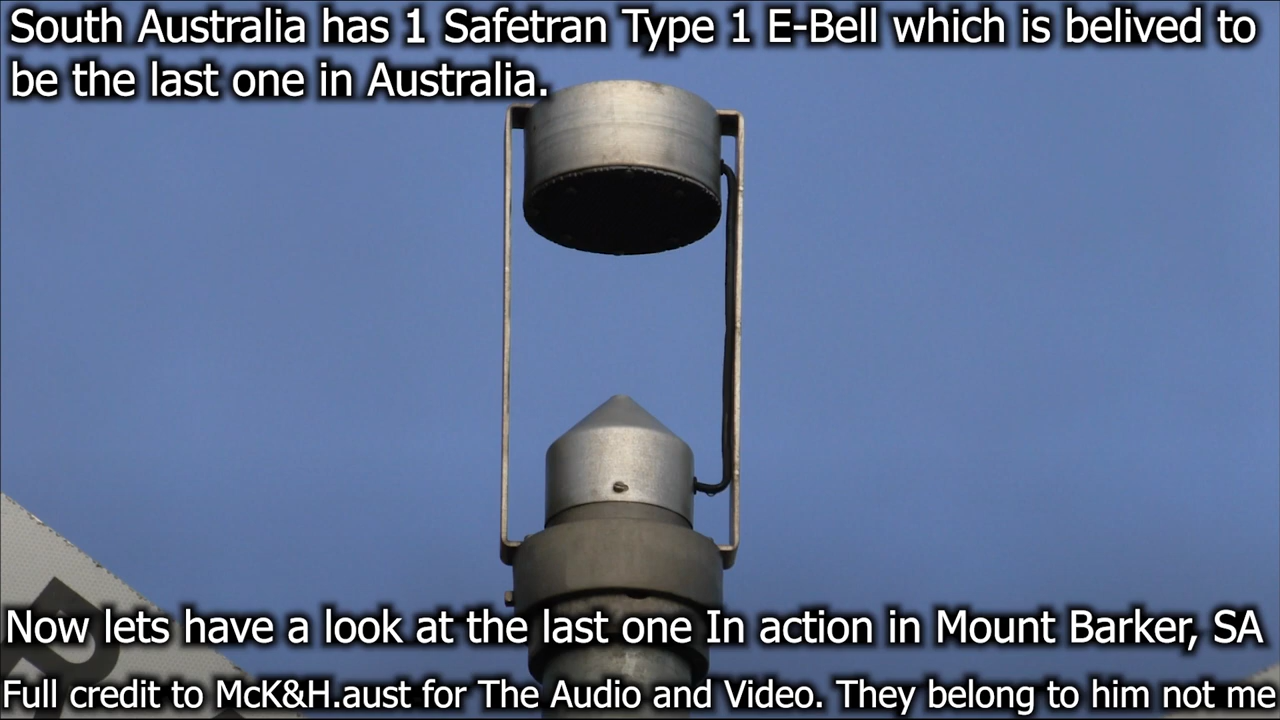 South Australia has 1 Safetran Type 1 E-Bell which is belived to
be the last one in Australia.
R
Now lets have a look at the last one In action in Mount Barker, SA
Full credit to McK&H.aust for The Audio and Video. They belong to him not me